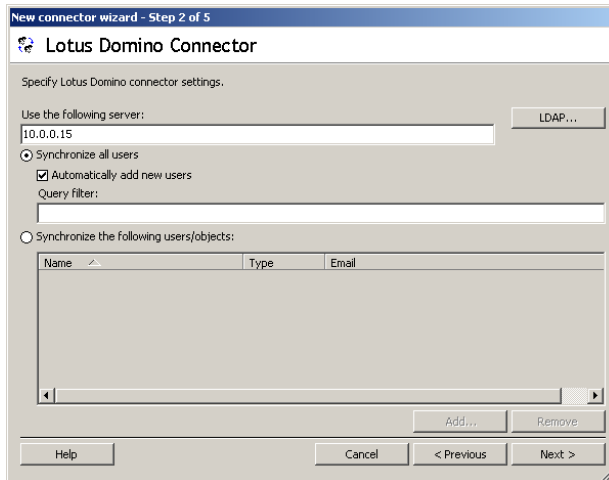 New connector wizard - Step 2 of 5
Lotus Domino Connector
Specify Lotus Domino connector settings.
Use the following server:
LDAP...
10.0.0.15
Synchronize all users
Automatically add new users
Query filter:
Synchronize the following users/objects:
Name Type Email
Add... Remove
Help Cancel < Previous Next >